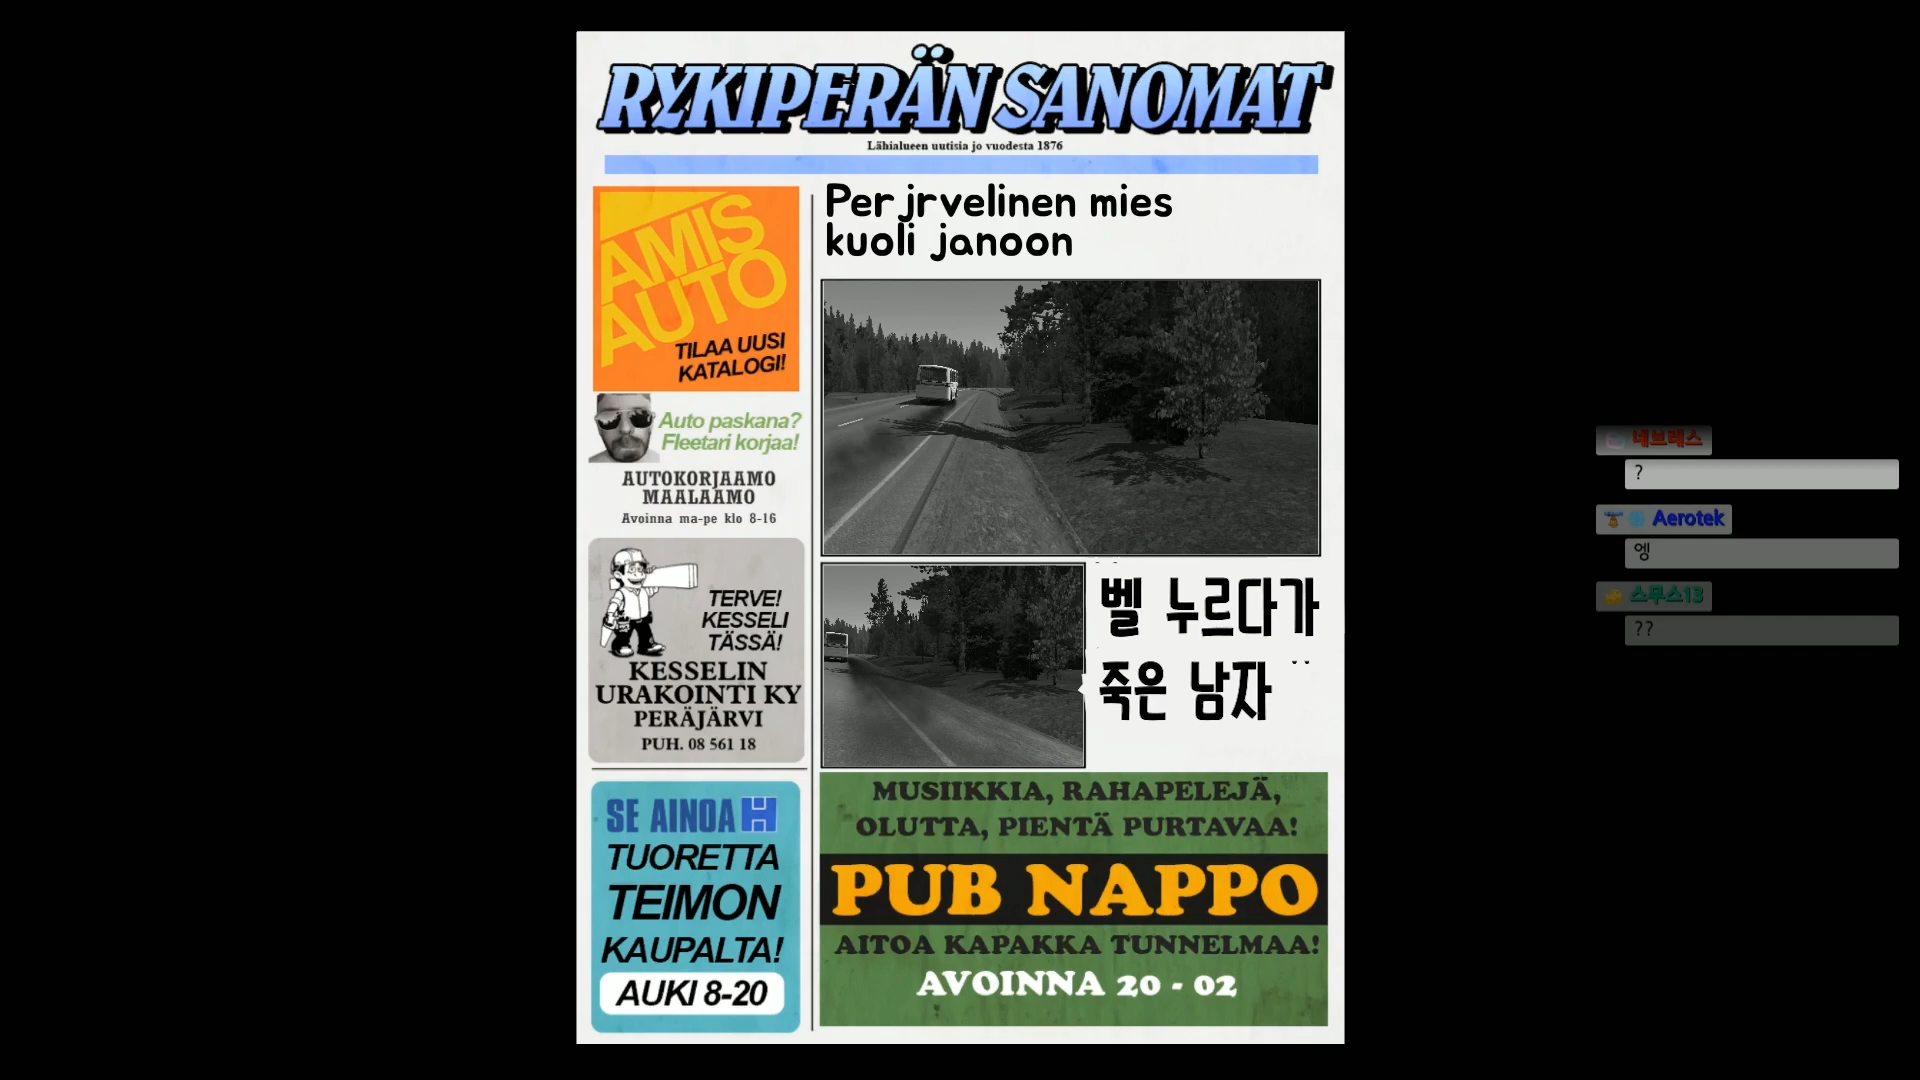 RYKIPERÄN SANOMAT
Lähialueen uutisia jo vuodesta 1876
AMIS
AUTO
TILAA UUSI
KATALOGI!
Auto paskana?
Fleetari korjaa!
AUTOKORJAAMO
MAALAAMO
Avoinna ma-pe klo 8-16
TERVE!
KESSELI
TÄSSÄ!
KESSELIN
URAKOINTI KY
PERÄJÄRVI
PUH. 08 561 18
SE AINOA H
TUORETTA
TEIMON
KAUPALTA!
AUKI 8-20
Per jrvelinen mies
kuoli janoon
벨 누르다가
죽은 남자
MUSIIKKIA, RAHAPELEJÄ,
OLUTTA, PIENTÄ PURTAVAA!
PUB NAPPO
AITOA KAPAKKA TUNNELMAA!
AVOINNA 20 - 02
네브레스
?
Aerotek
엥
스무스13
??